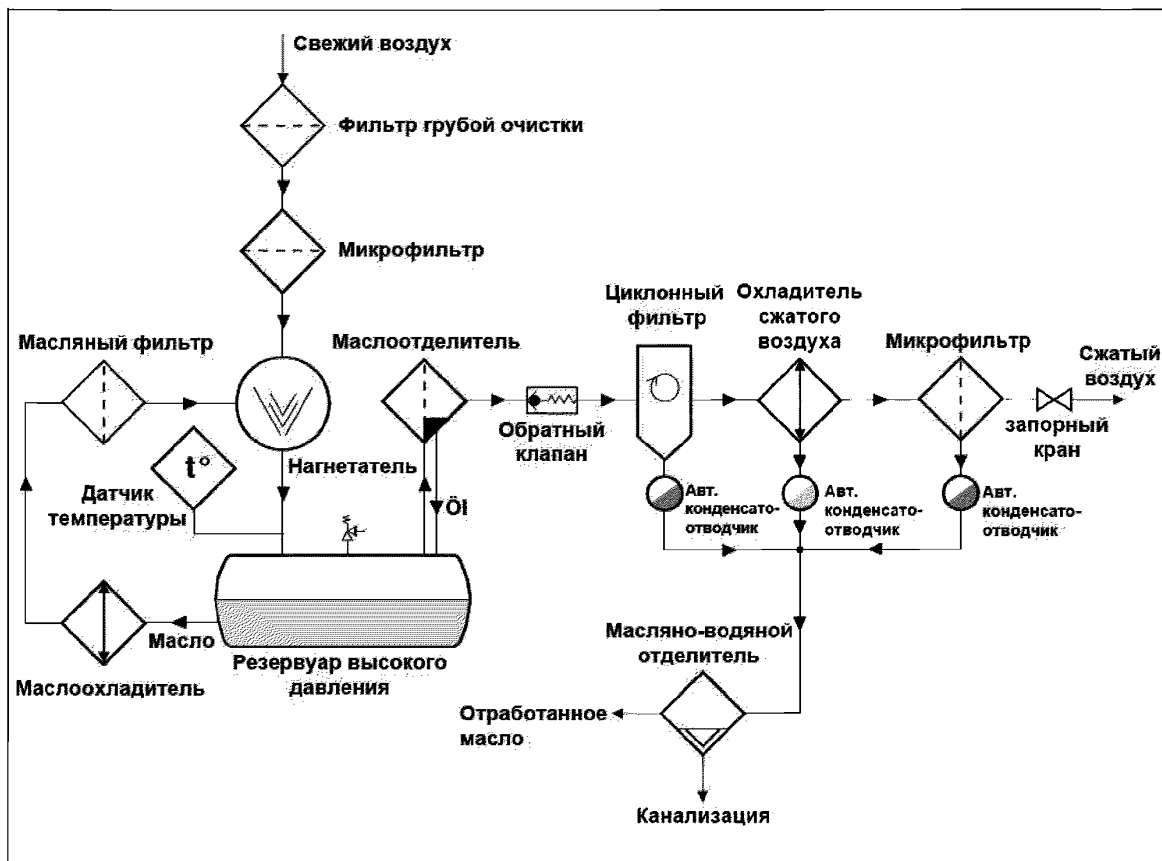 Свежий воздух
Фильтр грубой очистки
Микрофильтр
Масляный фильтр
Маслоотделитель
Циклонный
фильтр
Охладитель
сжатого
воздуха
Микрофильтр
Сжатый
воздух
Обратный
клапан
запорный
кран
Нагнетатель
t°
Датчик
температуры
Öl
Авт.
конденсато-
отводчик
Авт.
конденсато-
отводчик
Авт.
конденсато-
отводчик
Масло
Маслоохладитель
Резервуар высокого
давления
Масляно-водяной
отделитель
Отработанное
масло
Канализация